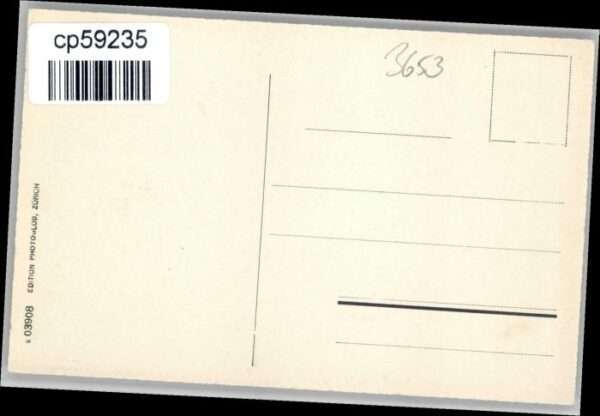 cp59235
3653
s 03908 EDITION PHOTOGLOB, ZÜRICH